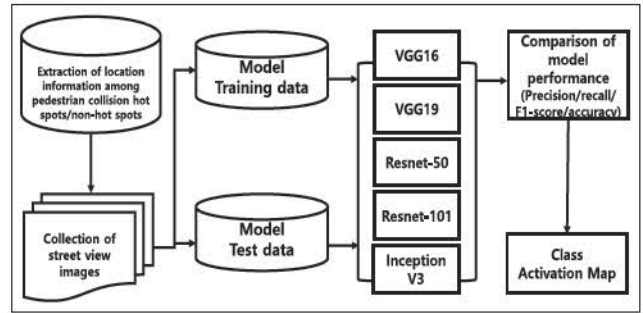 Extraction of location
information among
pedestrian collision hot
spots/non-hot spots
Collection of
street view
images
Model
Training data
Model
Test data
VGG16
VGG19
Resnet-50
Resnet-101
Inception
V3
Comparison of
model
performance
(Precision/recall/
F1-score/accuracy)
Class
Activation Map